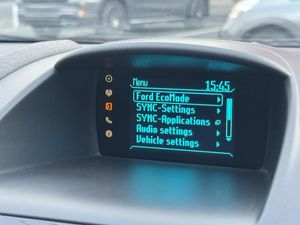 Menu 15:45
Ford EcoMode
SYNC-Settings
SYNC-Applications
Audio settings
Vehicle settings